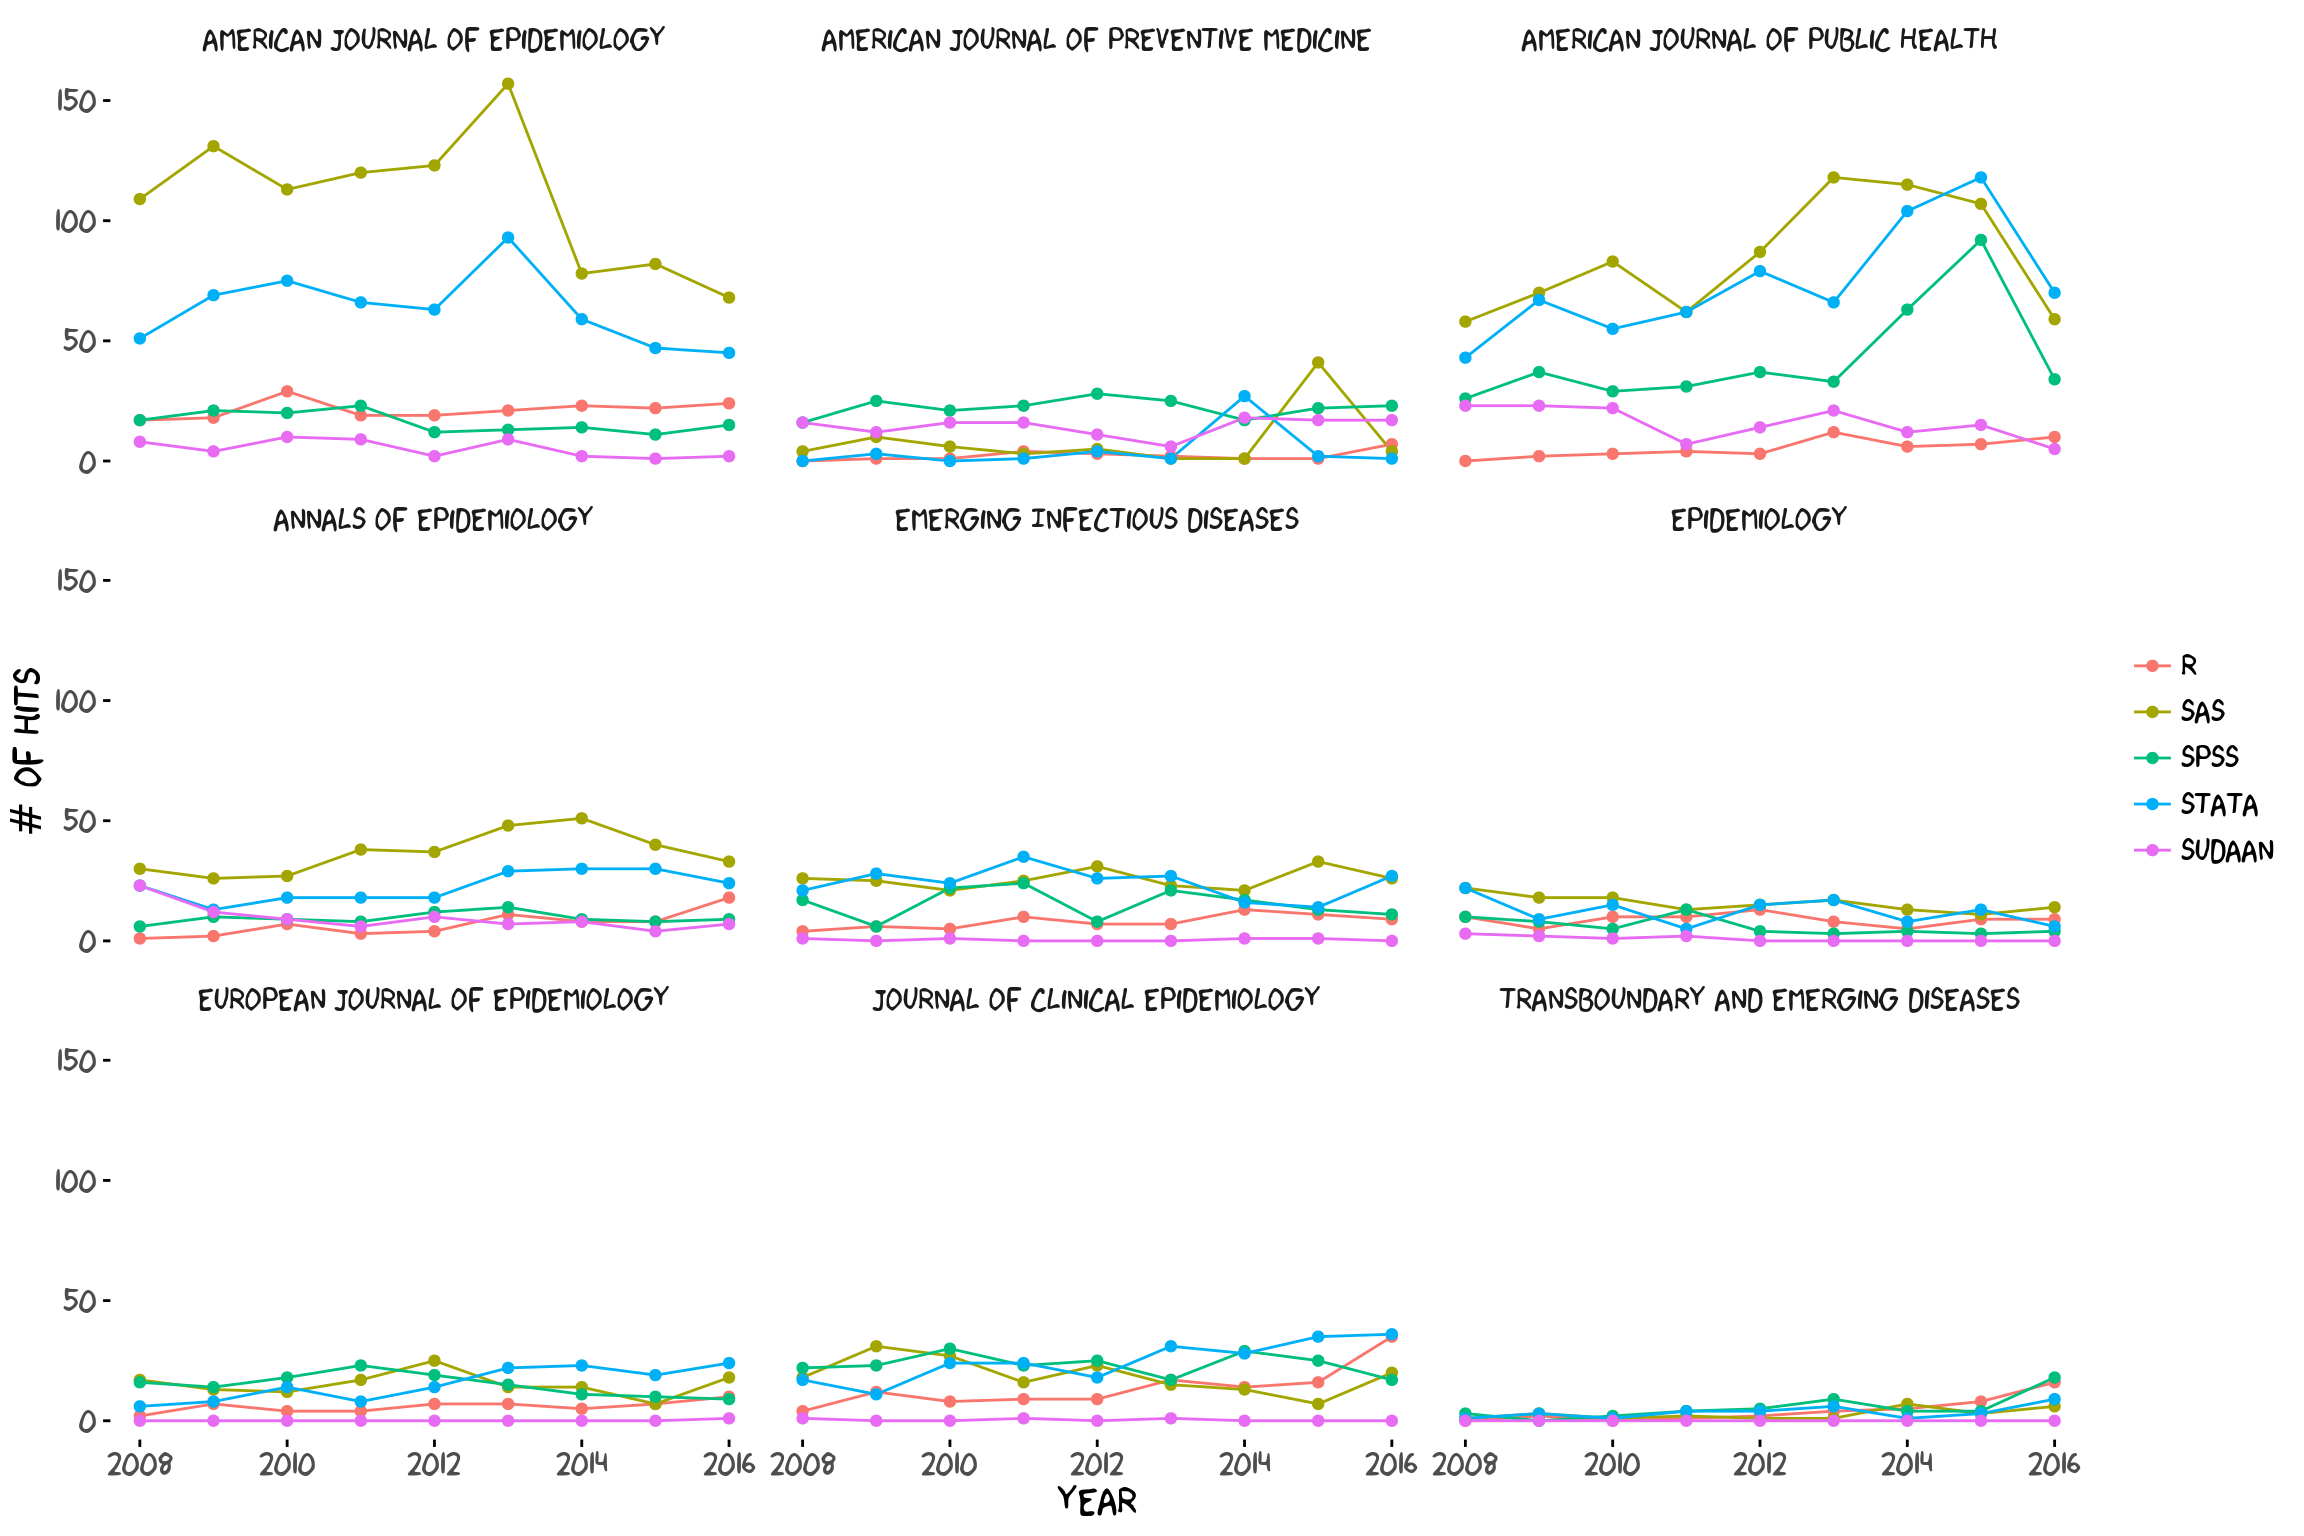 AMERICAN JOURNAL OF EPIDEMIOLOGY
AMERICAN JOURNAL OF PREVENTIVE MEDICINE
AMERICAN JOURNAL OF PUBLIC HEALTH
150
100
50
0
ANNALS OF EPIDEMIOLOGY
EMERGING INFECTIOUS DISEASES
EPIDEMIOLOGY
150
100
50
0
EUROPEAN JOURNAL OF EPIDEMIOLOGY
JOURNAL OF CLINICAL EPIDEMIOLOGY
TRANSBOUNDARY AND EMERGING DISEASES
150
100
50
0
2008 2010 2012 2014 2016
2008 2010 2012 2014 2016
2008 2010 2012 2014 2016
YEAR
# OF HITS
R
SAS
SPSS
STATA
SUDAAN